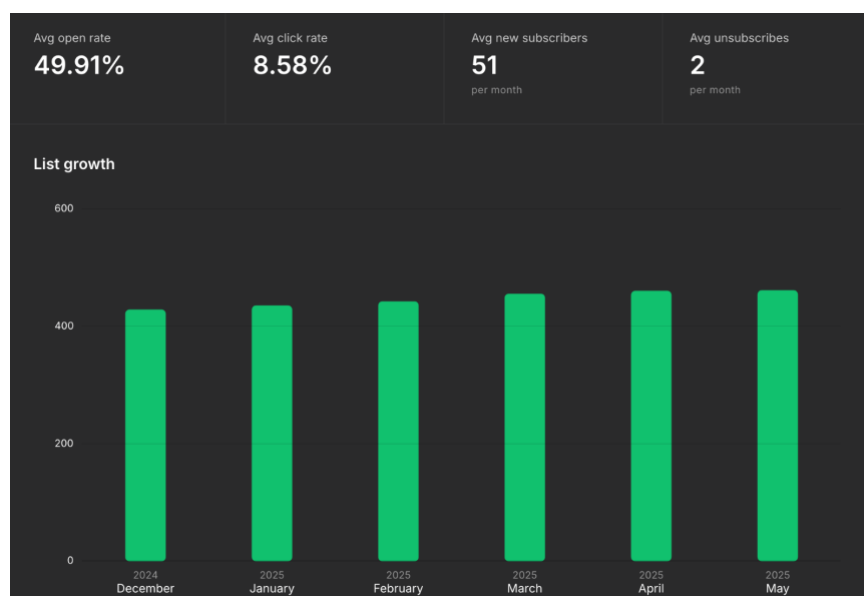 Avg open rate
49.91%
Avg click rate
8.58%
Avg new subscribers
51
per month
Avg unsubscribes
2
per month
List growth
600
400
200
0
2024
December
2025
January
2025
February
2025
March
2025
April
2025
May